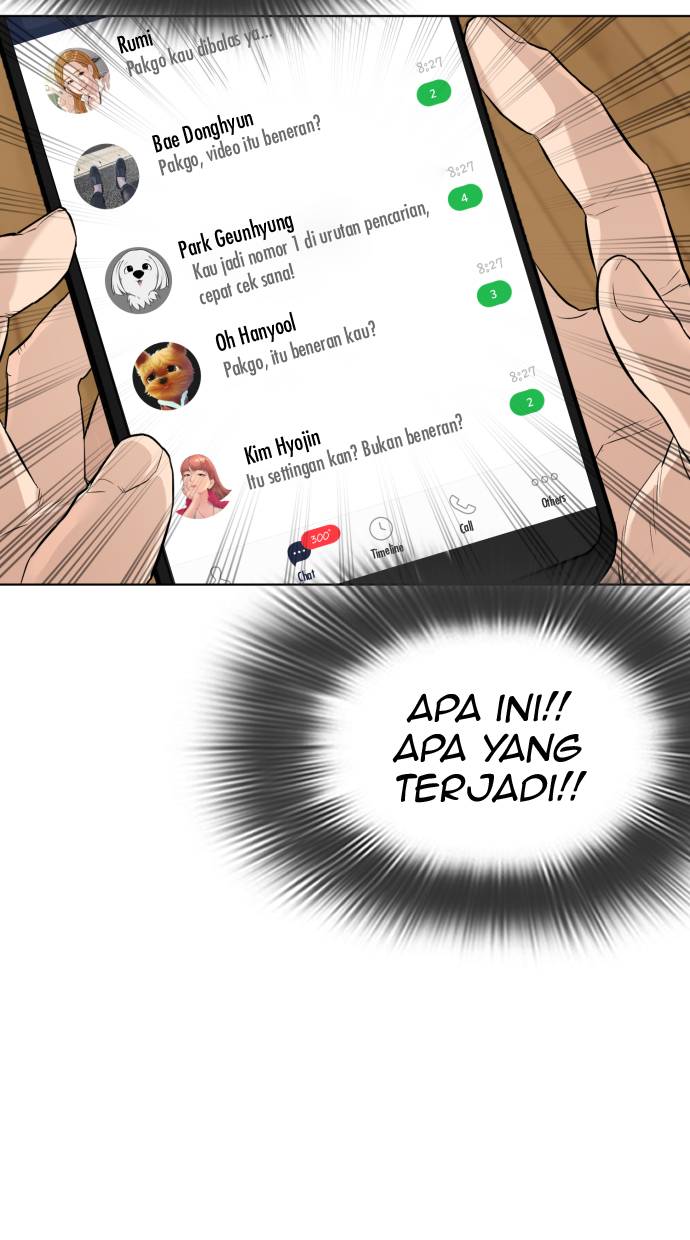 Rumi
Pakgo kau dibalas ya...
8:27
2
Bae Donghyun
Pakgo, video itu beneran?
8:27
4
Park Geunhyung
Kau jadi nomor 1 di urutan pencarian,
cepat cek sana!
8:27
3
Oh Hanyool
Pakgo, itu beneran kau?
8:27
2
Kim Hyojin
Itu settingan kan? Bukan beneran?
300+
Chat
Timeline
Call
Others
APA INI!!
APA YANG
TERJADI!!